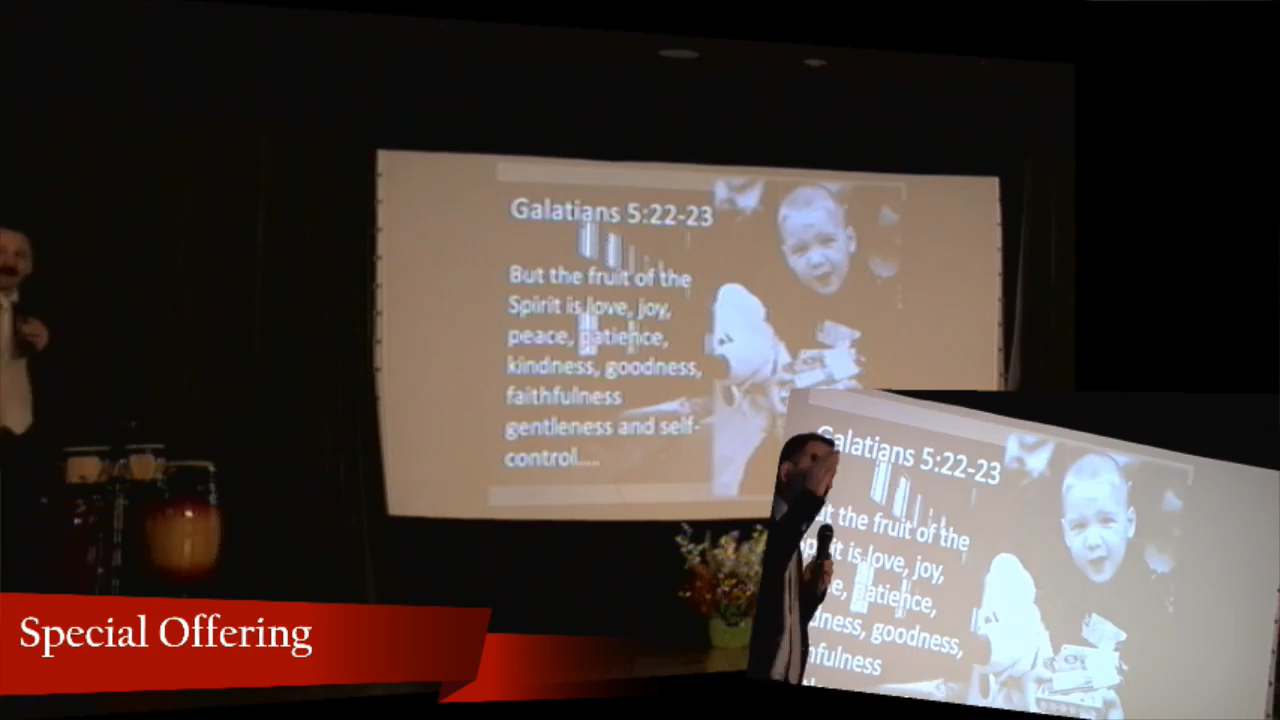 Galatians 5:22-23
But the fruit of the
Spirit is love, joy,
peace, patience,
kindness, goodness,
faithfulness
gentleness and self-
control....
Galatians 5:22-23
the fruit of the
is love, joy,
patience,
goodness,
Special Offering